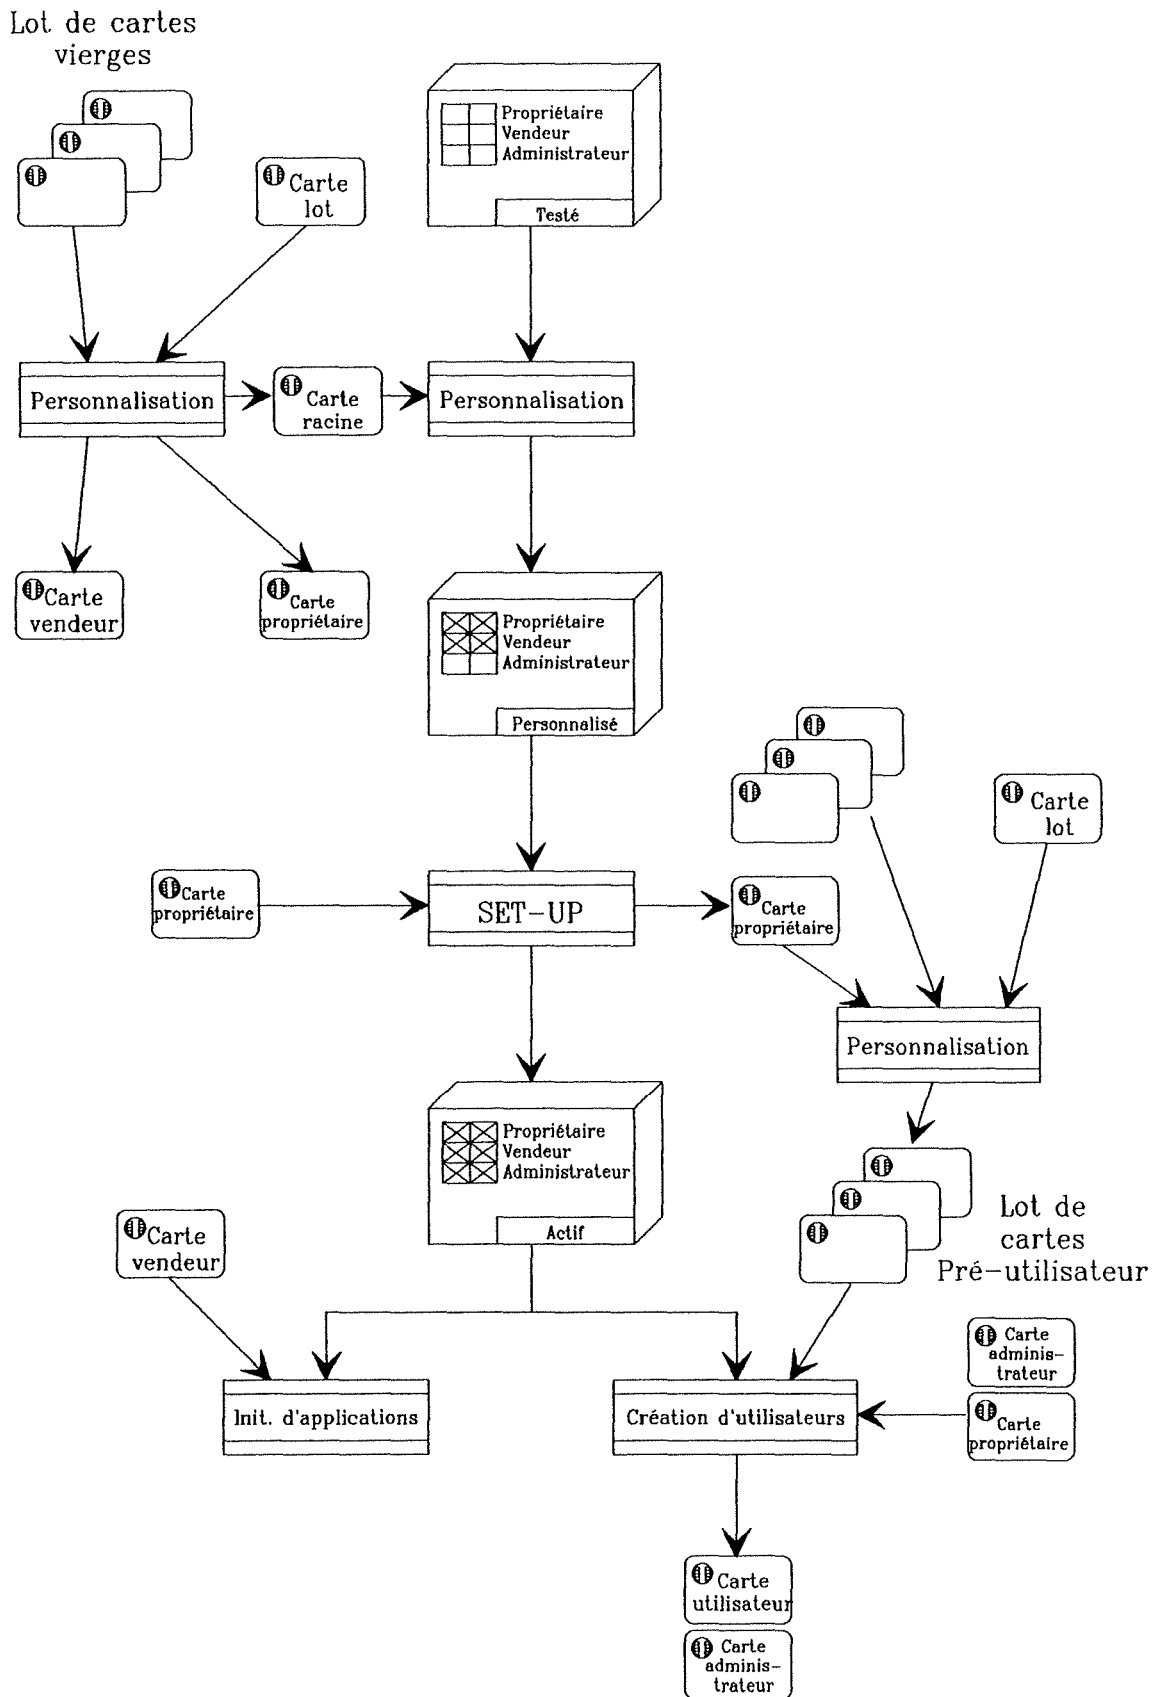 Lot de cartes
vierges
Propriétaire
Vendeur
Administrateur
Testé
Carte
lot
Personnalisation
Carte
racine
Personnalisation
Carte
vendeur
Carte
propriétaire
Propriétaire
Vendeur
Administrateur
Personnalisé
Carte
lot
Carte
propriétaire
SET-UP
Carte
propriétaire
Personnalisation
Propriétaire
Vendeur
Administrateur
Actif
Carte
vendeur
Lot de
cartes
Pré-utilisateur
Carte
adminis-
trateur
Carte
propriétaire
Init. d'applications
Création d'utilisateurs
Carte
utilisateur
Carte
adminis-
trateur